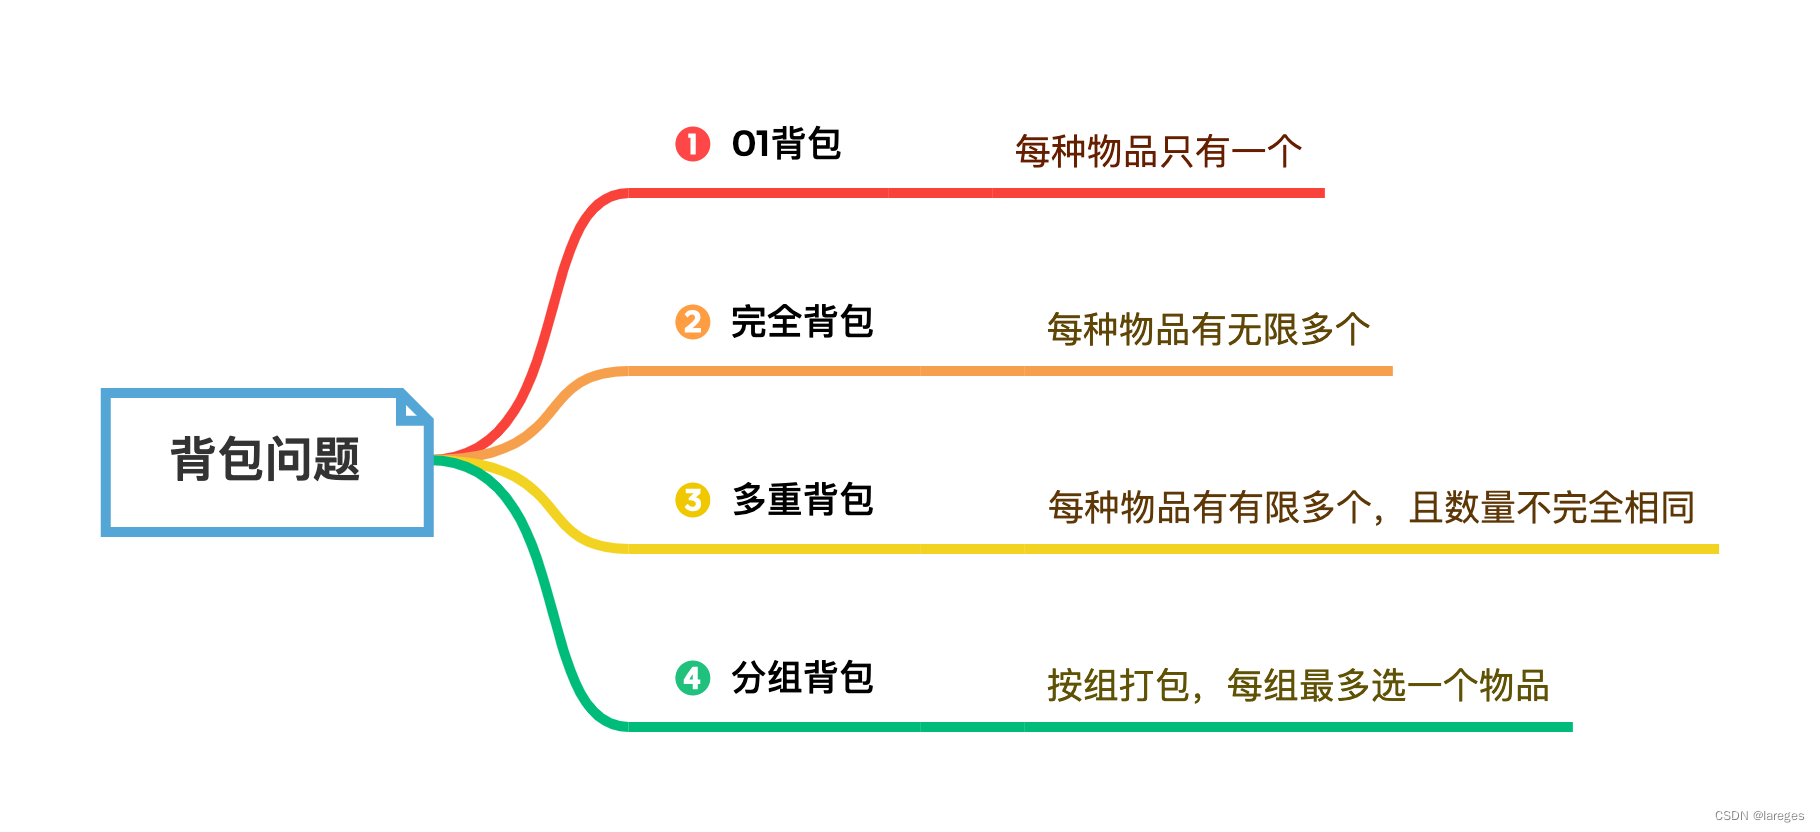 背包问题
1 01背包 每种物品只有一个
2 完全背包 每种物品有无限多个
3 多重背包 每种物品有有限多个，且数量不完全相同
4 分组背包 按组打包，每组最多选一个物品
CSDN @lareges